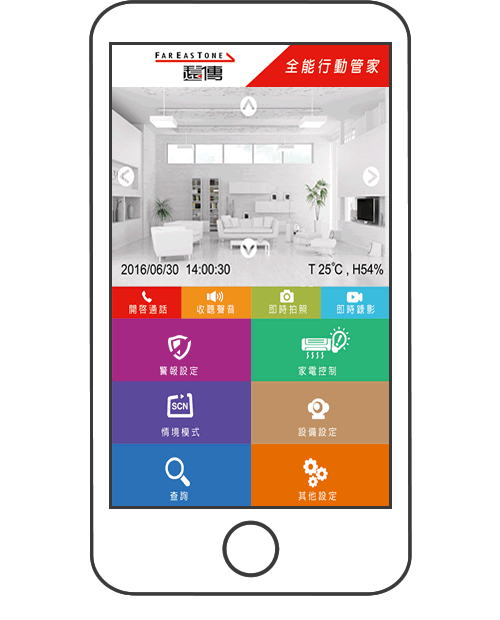 FAREASTONE
遠傳
全能行動管家
2016/06/30 14:00:30
T 25°C , H54%
開啓通話
收聽聲音
即時拍照
即時錄影
警報設定
家電控制
SCN
情境模式
設備設定
查詢
其他設定